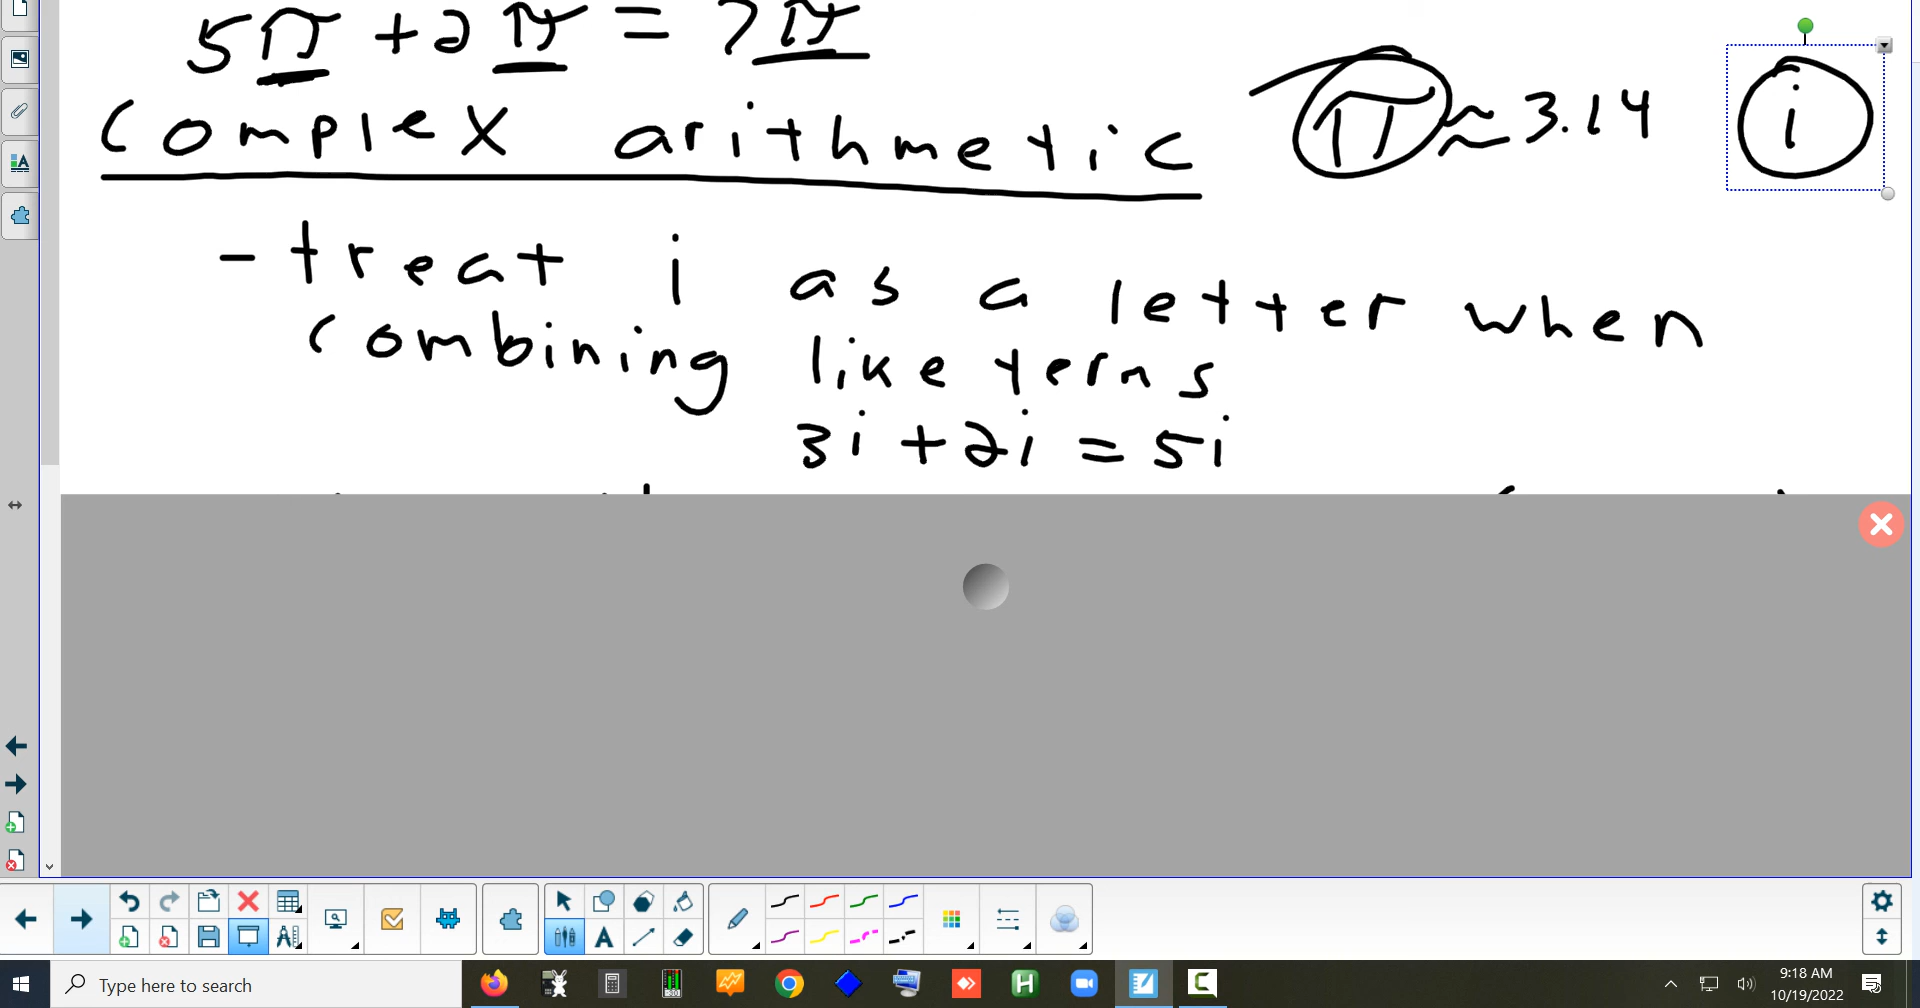 5π + 2π = 7π
complex arithmetic
π ≈ 3.14
i
- treat i as a letter when
combining like terms
3i + 2i = 5i
Type here to search
9:18 AM
10/19/2022